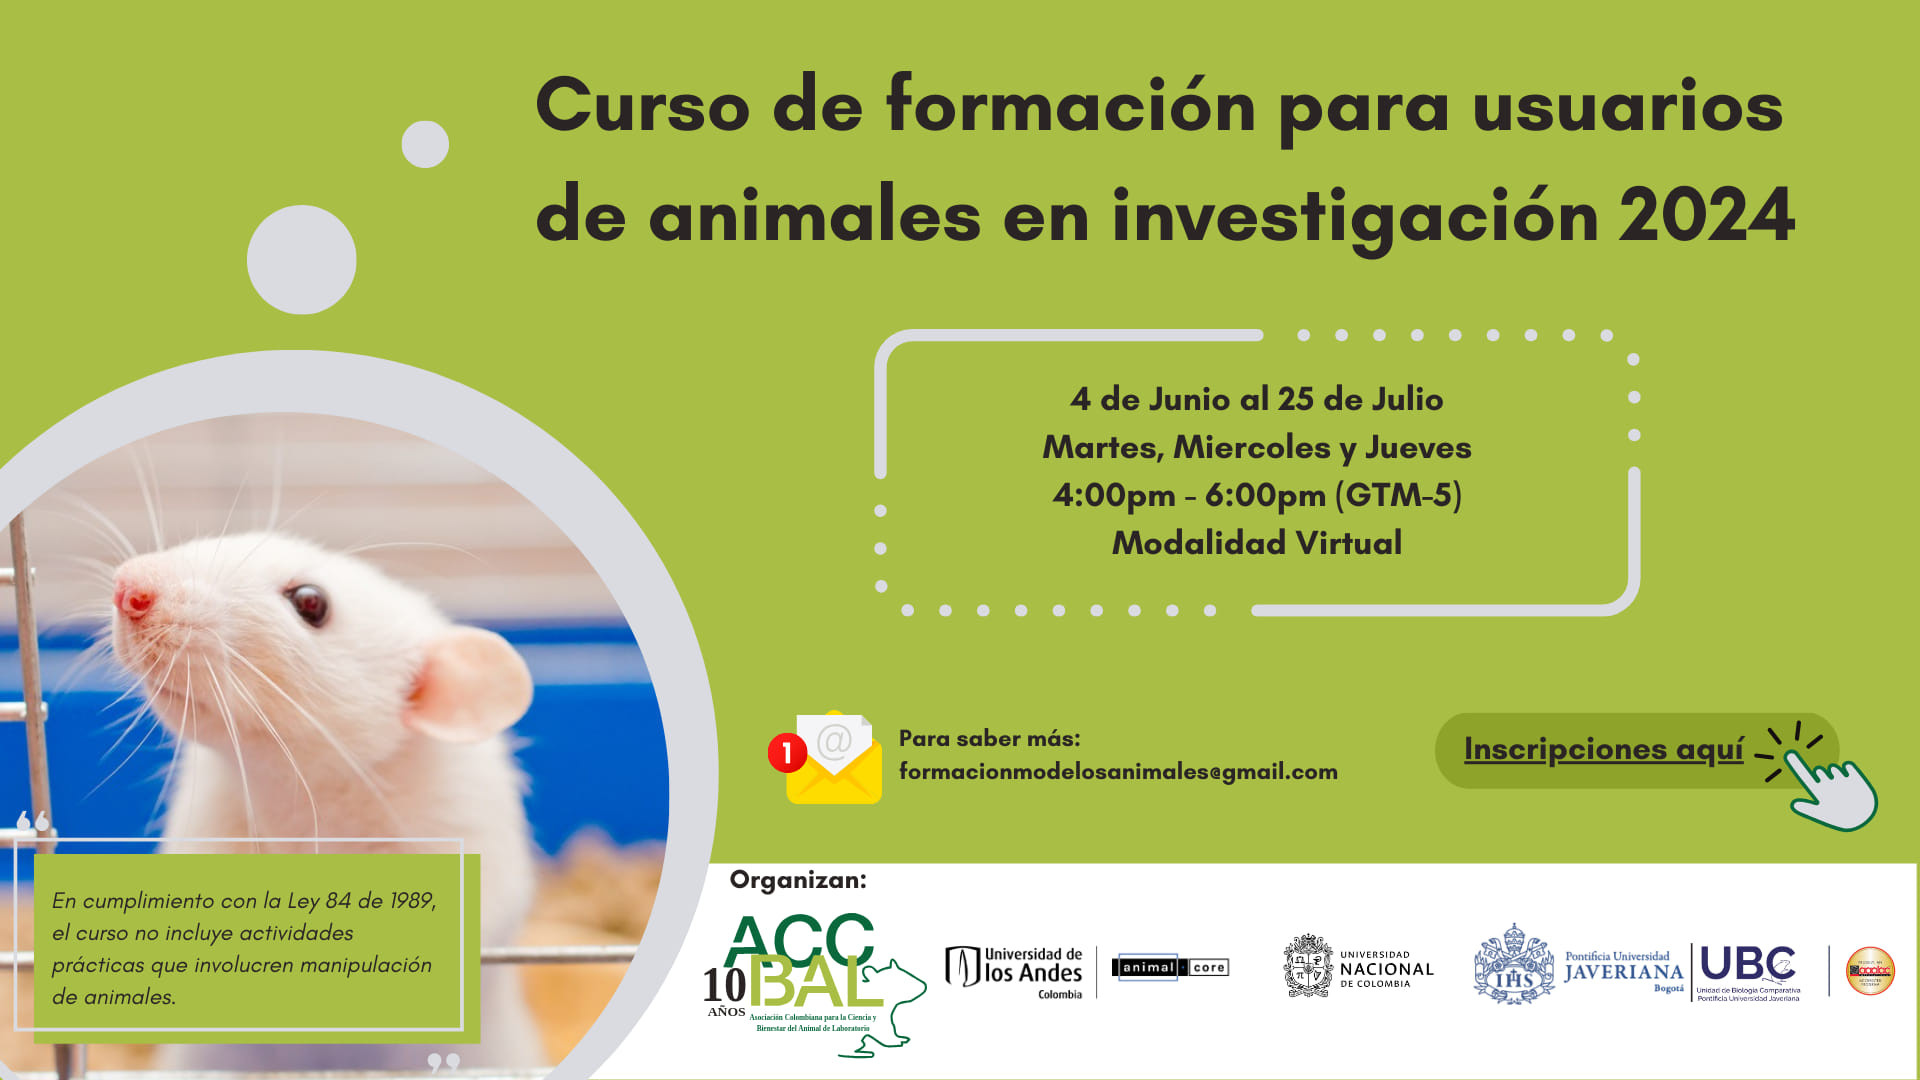 Curso de formación para usuarios
de animales en investigación 2024
4 de Junio al 25 de Julio
Martes, Miercoles y Jueves
4:00pm - 6:00pm (GTM-5)
Modalidad Virtual
1
@
Para saber más:
formacionmodelosanimales@gmail.com
Inscripciones aquí
“
En cumplimiento con la Ley 84 de 1989,
el curso no incluye actividades
prácticas que involucren manipulación
de animales.
”
Organizan:
ACC
BAL
10
AÑOS
Asociación Colombiana para la Ciencia y
Bienestar del Animal de Laboratorio
Universidad de
los Andes
Colombia
animal core
UNIVERSIDAD
NACIONAL
DE COLOMBIA
IHS
Pontificia Universidad
JAVERIANA
Bogotá
UBC
Unidad de Biología Comparativa
Pontificia Universidad Javeriana